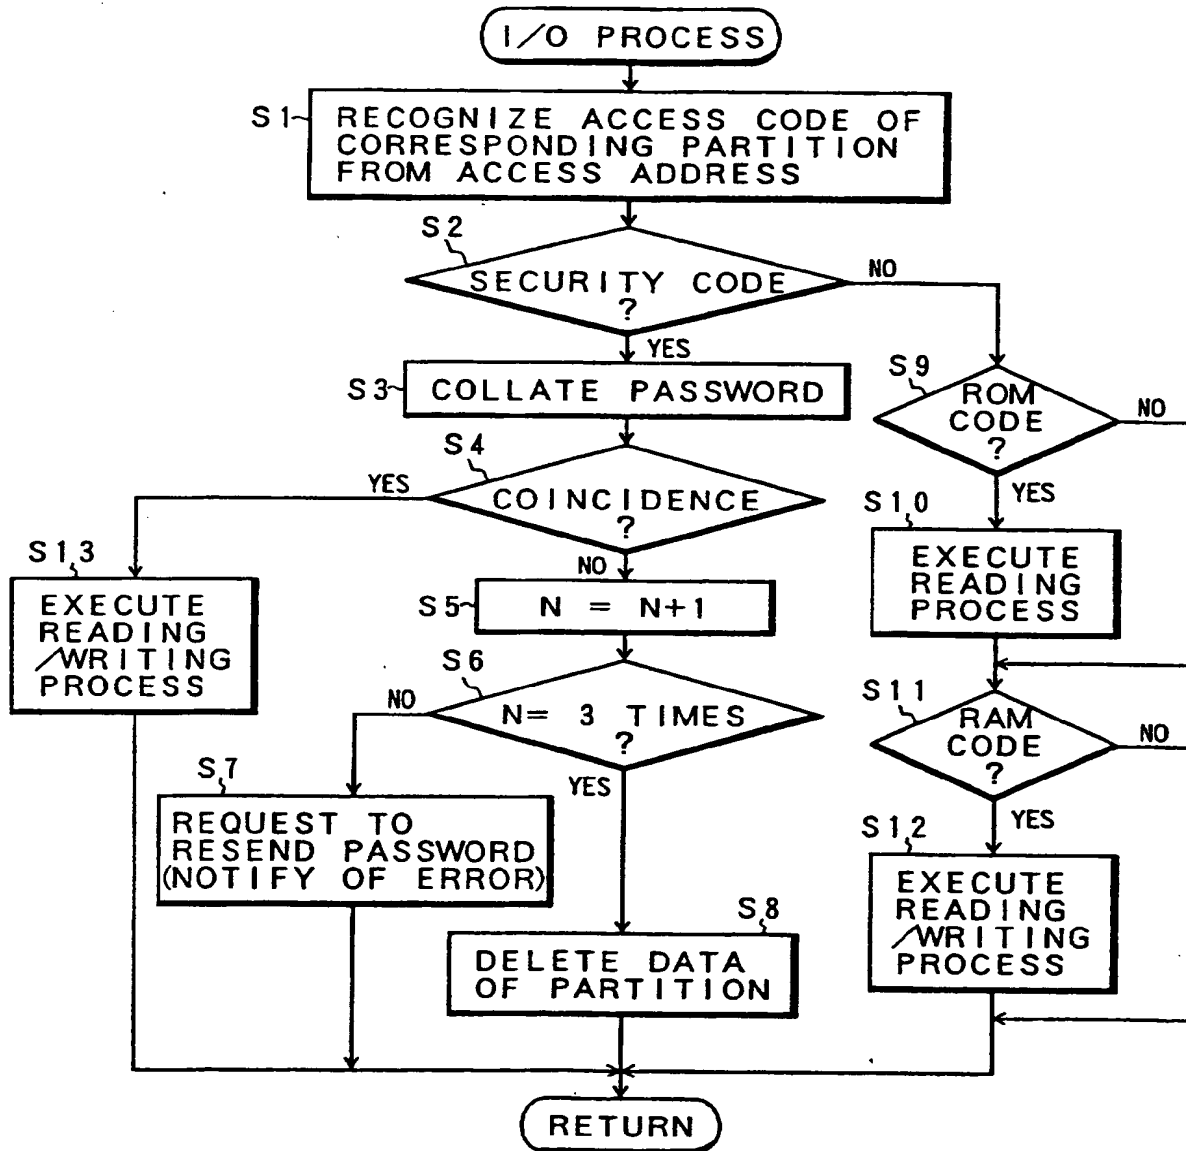 I/O PROCESS
S1
RECOGNIZE ACCESS CODE OF
CORRESPONDING PARTITION
FROM ACCESS ADDRESS
S2
SECURITY CODE
?
NO
YES
S3
COLLATE PASSWORD
S4
COINCIDENCE
?
YES
NO
S5
N = N+1
S6
N= 3 TIMES
?
NO
YES
S7
REQUEST TO
RESEND PASSWORD
(NOTIFY OF ERROR)
S8
DELETE DATA
OF PARTITION
S9
ROM
CODE
?
NO
YES
S10
EXECUTE
READING
PROCESS
S11
RAM
CODE
?
NO
YES
S12
EXECUTE
READING
/WRITING
PROCESS
S13
EXECUTE
READING
/WRITING
PROCESS
RETURN